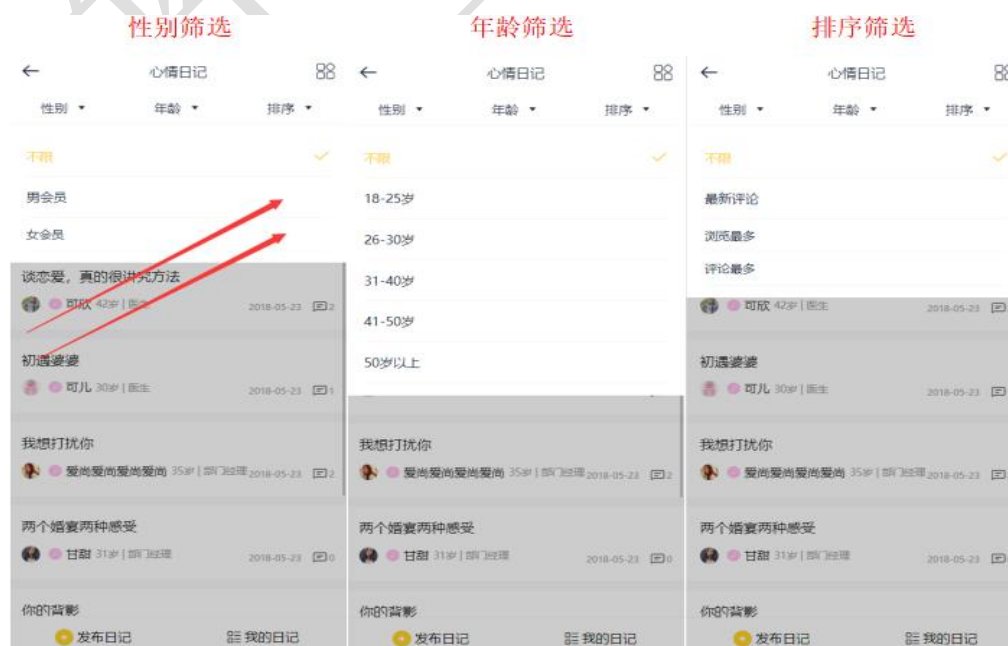 性别筛选
年龄筛选
排序筛选
心情日记
性别
年龄
排序
不限
男会员
女会员
谈恋爱，真的很讲究方法
可欣 42岁 | 医生 2018-05-23 2
初遇婆婆
可儿 30岁 | 医生 2018-05-23 1
我想打扰你
爱尚爱尚爱尚爱尚 35岁 | 部门经理 2018-05-23 2
两个婚宴两种感受
甘甜 31岁 | 部门经理 2018-05-23 0
你的背影
发布日记
我的日记
心情日记
性别
年龄
排序
不限
18-25岁
26-30岁
31-40岁
41-50岁
50岁以上
我想打扰你
爱尚爱尚爱尚爱尚 35岁 | 部门经理 2018-05-23 2
两个婚宴两种感受
甘甜 31岁 | 部门经理 2018-05-23 0
你的背影
发布日记
我的日记
心情日记
性别
年龄
排序
不限
最新评论
浏览最多
评论最多
可欣 42岁 | 医生 2018-05-23
初遇婆婆
可儿 30岁 | 医生 2018-05-23
我想打扰你
爱尚爱尚爱尚爱尚 35岁 | 部门经理 2018-05-23
两个婚宴两种感受
甘甜 31岁 | 部门经理 2018-05-23
你的背影
发布日记
我的日记